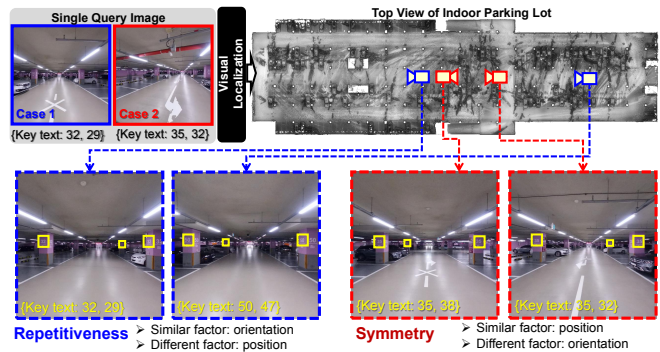 Single Query Image
Top View of Indoor Parking Lot
Case 1
Case 2
{Key text: 32, 29}
{Key text: 35, 32}
Visual
Localization
{Key text: 32, 29}
{Key text: 50, 47}
{Key text: 35, 38}
{Key text: 35, 32}
Repetitiveness
➢ Similar factor: orientation
➢ Different factor: position
Symmetry
➢ Similar factor: position
➢ Different factor: orientation